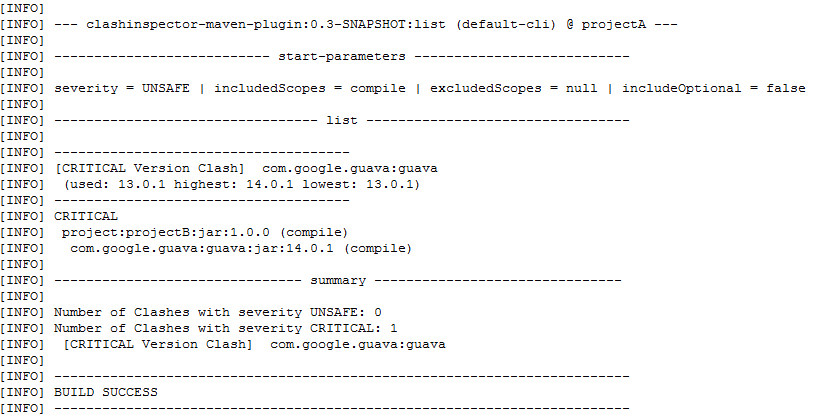 [INFO]
[INFO] --- clashinspector-maven-plugin:0.3-SNAPSHOT:list (default-cli) @ projectA ---
[INFO]
[INFO] -------------------------- start-parameters --------------------------
[INFO]
[INFO] severity = UNSAFE | includedScopes = compile | excludedScopes = null | includeOptional = false
[INFO]
[INFO] -------------------------------- list --------------------------------
[INFO]
[INFO] ------------------------------------
[INFO] [CRITICAL Version Clash]  com.google.guava:guava
[INFO]  (used: 13.0.1 highest: 14.0.1 lowest: 13.0.1)
[INFO] ------------------------------------
[INFO] CRITICAL
[INFO]  project:projectB:jar:1.0.0 (compile)
[INFO]   com.google.guava:guava:jar:14.0.1 (compile)
[INFO]
[INFO] ------------------------------ summary ------------------------------
[INFO]
[INFO] Number of Clashes with severity UNSAFE: 0
[INFO] Number of Clashes with severity CRITICAL: 1
[INFO]  [CRITICAL Version Clash]  com.google.guava:guava
[INFO]
[INFO] ----------------------------------------------------------------------
[INFO] BUILD SUCCESS
[INFO] ----------------------------------------------------------------------